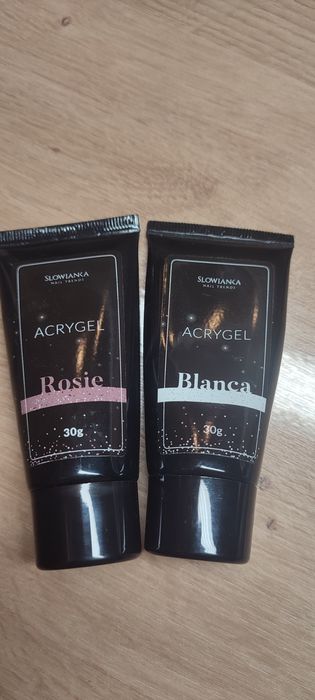 SLOWIANKA
NAIL TRENDS
ACRYGEL
Rosie
30g
SLOWIANKA
NAIL TRENDS
ACRYGEL
Blanca
30g